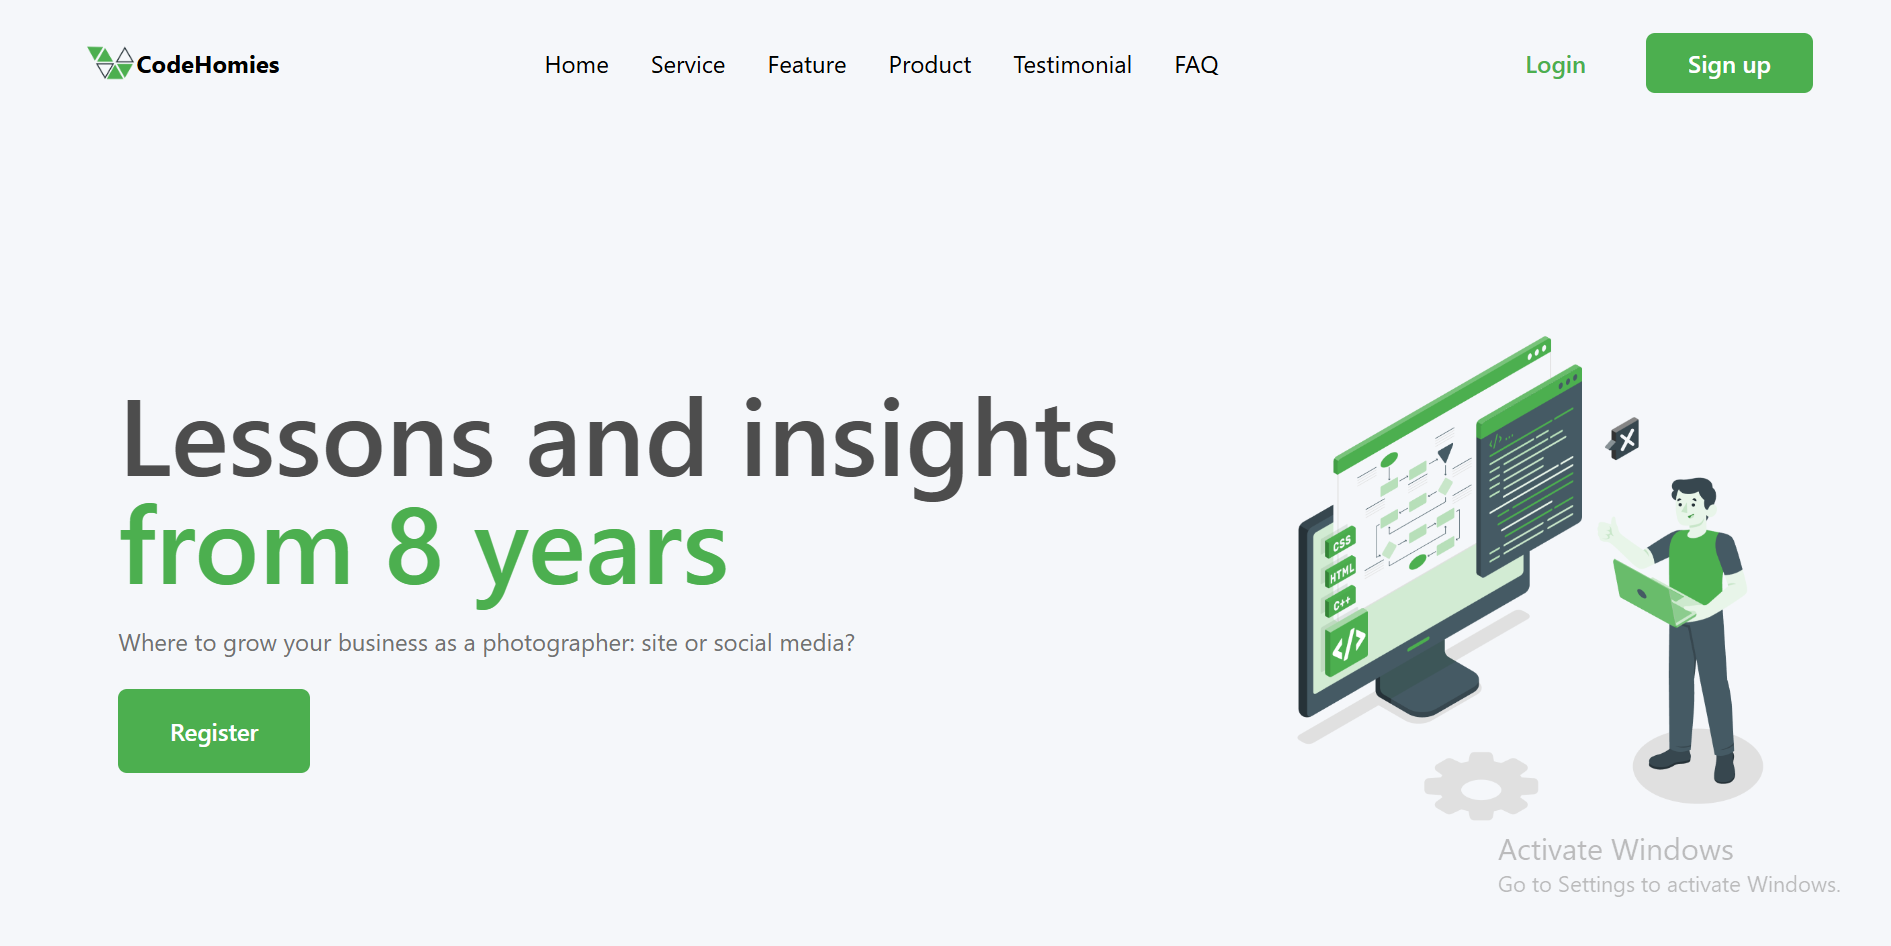 CodeHomies
Home Service Feature Product Testimonial FAQ
Login Sign up
Lessons and insights
from 8 years
Where to grow your business as a photographer: site or social media?
Register
CSS
HTML
C++
</>
</>...
X
Activate Windows
Go to Settings to activate Windows.